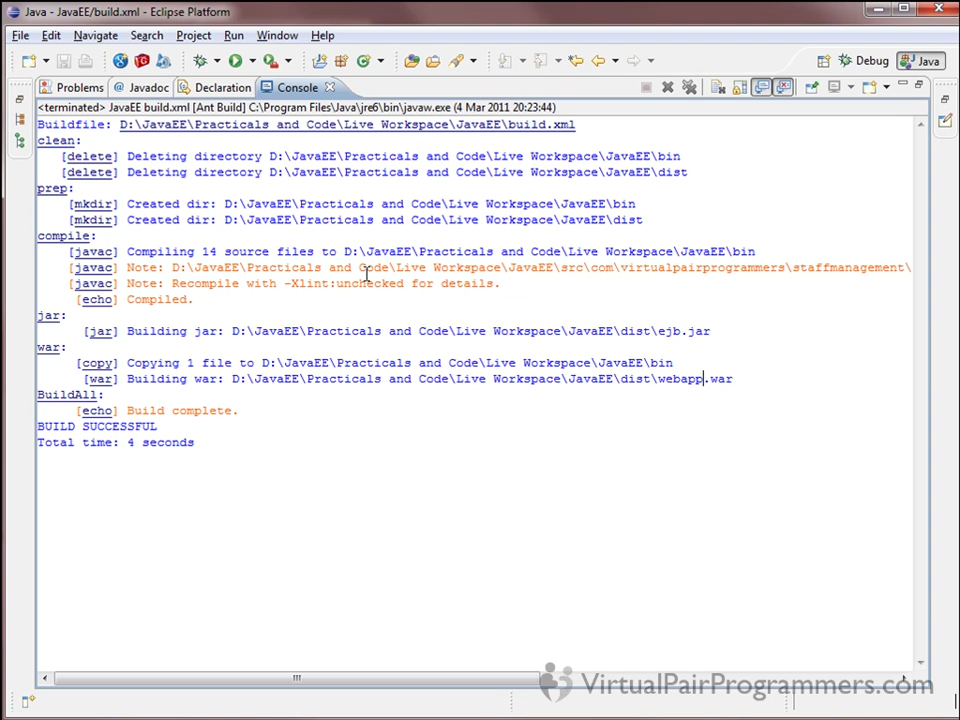 Java - JavaEE/build.xml - Eclipse Platform
File Edit Navigate Search Project Run Window Help
Debug Java
Problems @ Javadoc Declaration Console
<terminated> JavaEE build.xml [Ant Build] C:\Program Files\Java\jre6\bin\javaw.exe (4 Mar 2011 20:23:44)
Buildfile: D:\JavaEE\Practicals and Code\Live Workspace\JavaEE\build.xml
clean:
[delete] Deleting directory D:\JavaEE\Practicals and Code\Live Workspace\JavaEE\bin
[delete] Deleting directory D:\JavaEE\Practicals and Code\Live Workspace\JavaEE\dist
prep:
[mkdir] Created dir: D:\JavaEE\Practicals and Code\Live Workspace\JavaEE\bin
[mkdir] Created dir: D:\JavaEE\Practicals and Code\Live Workspace\JavaEE\dist
compile:
[javac] Compiling 14 source files to D:\JavaEE\Practicals and Code\Live Workspace\JavaEE\bin
[javac] Note: D:\JavaEE\Practicals and Code\Live Workspace\JavaEE\src\com\virtualpairprogrammers\staffmanagement\
[javac] Note: Recompile with -Xlint:unchecked for details.
[echo] Compiled.
jar:
[jar] Building jar: D:\JavaEE\Practicals and Code\Live Workspace\JavaEE\dist\ejb.jar
war:
[copy] Copying 1 file to D:\JavaEE\Practicals and Code\Live Workspace\JavaEE\bin
[war] Building war: D:\JavaEE\Practicals and Code\Live Workspace\JavaEE\dist\webapp.war
BuildAll:
[echo] Build complete.
BUILD SUCCESSFUL
Total time: 4 seconds
VirtualPairProgrammers.com